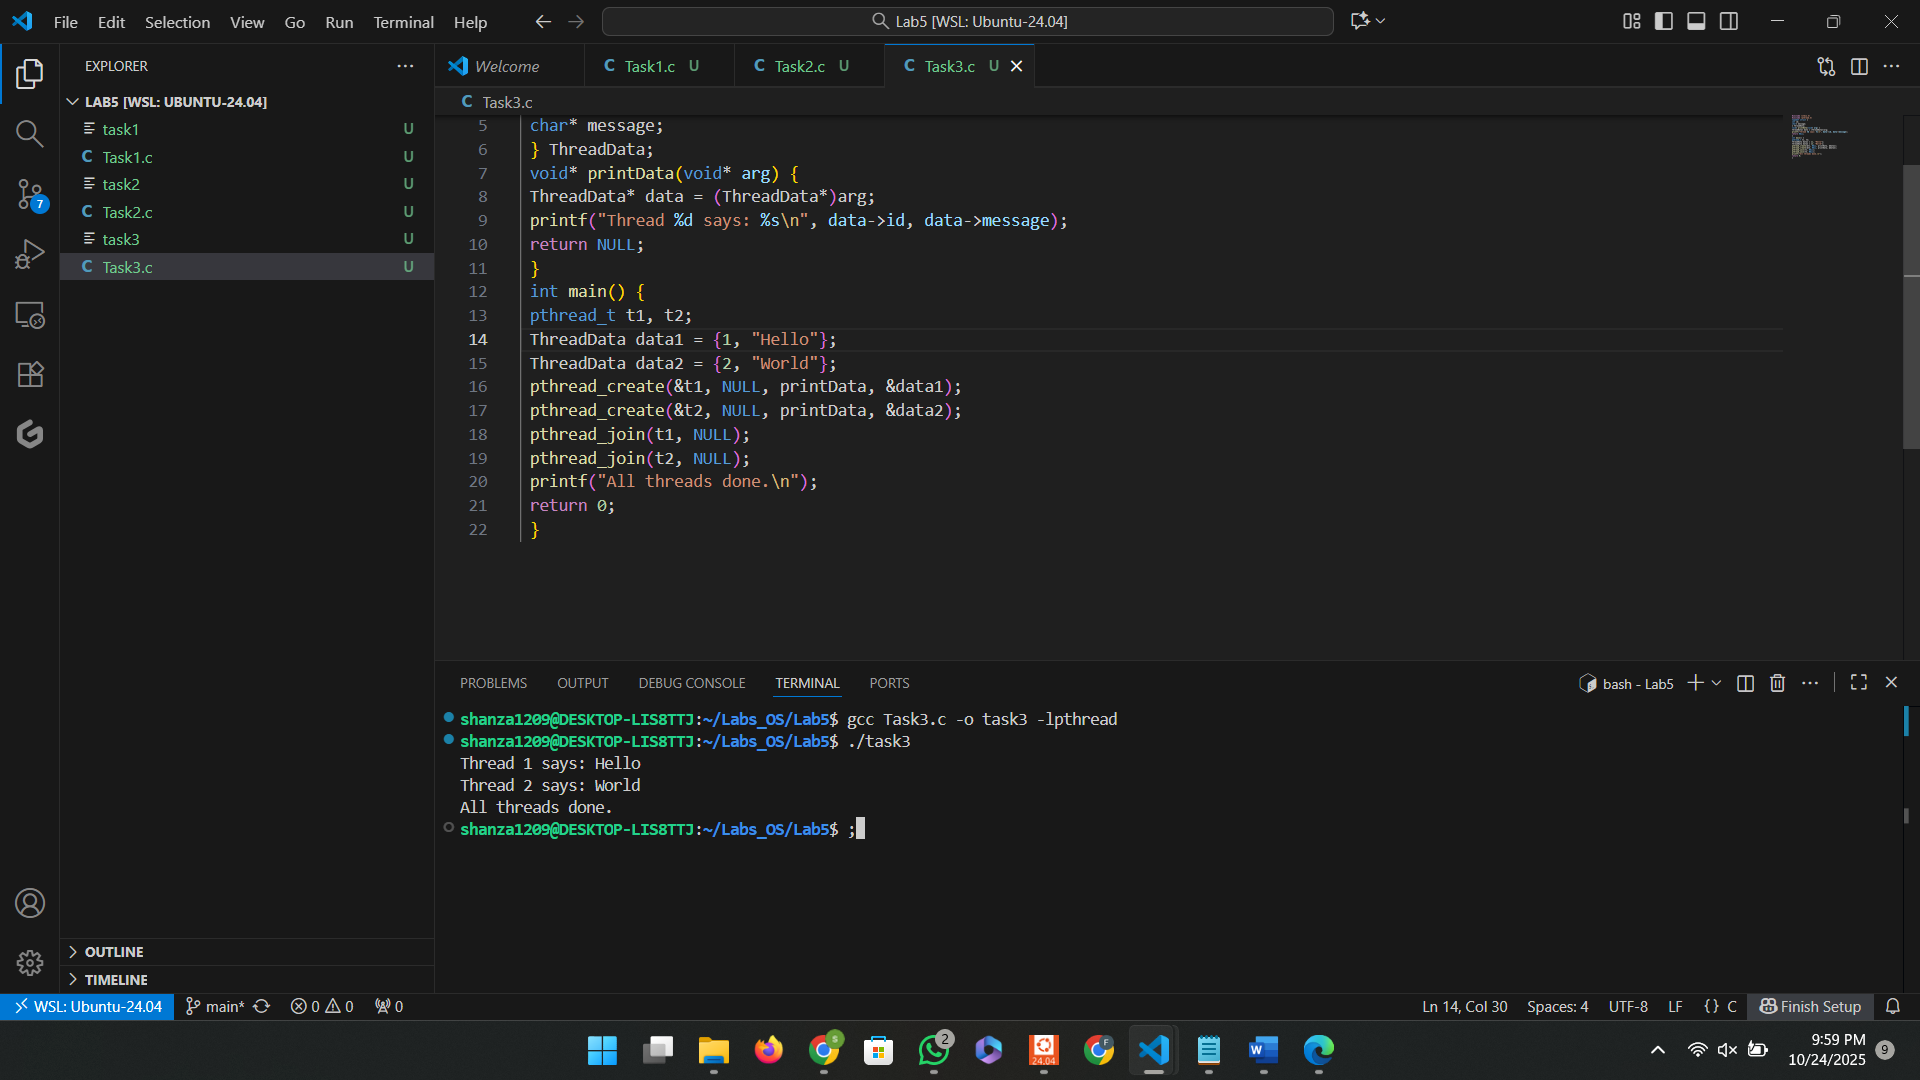 File Edit Selection View Go Run Terminal Help
Lab5 [WSL: Ubuntu-24.04]
EXPLORER
LAB5 [WSL: UBUNTU-24.04]
task1 U
C Task1.c U
task2 U
C Task2.c U
task3 U
C Task3.c U
7
Welcome
C Task1.c U
C Task2.c U
C Task3.c U
C Task3.c
5 char* message;
6 } ThreadData;
7 void* printData(void* arg) {
8 ThreadData* data = (ThreadData*)arg;
9 printf("Thread %d says: %s\n", data->id, data->message);
10 return NULL;
11 }
12 int main() {
13 pthread_t t1, t2;
14 ThreadData data1 = {1, "Hello"};
15 ThreadData data2 = {2, "World"};
16 pthread_create(&t1, NULL, printData, &data1);
17 pthread_create(&t2, NULL, printData, &data2);
18 pthread_join(t1, NULL);
19 pthread_join(t2, NULL);
20 printf("All threads done.\n");
21 return 0;
22 }
PROBLEMS OUTPUT DEBUG CONSOLE TERMINAL PORTS
bash - Lab5
shanza1209@DESKTOP-LIS8TTJ:~/Labs_OS/Lab5$ gcc Task3.c -o task3 -lpthread
shanza1209@DESKTOP-LIS8TTJ:~/Labs_OS/Lab5$ ./task3
Thread 1 says: Hello
Thread 2 says: World
All threads done.
shanza1209@DESKTOP-LIS8TTJ:~/Labs_OS/Lab5$ ;
OUTLINE
TIMELINE
WSL: Ubuntu-24.04 main* 0 0 0
Ln 14, Col 30 Spaces: 4 UTF-8 LF {} C Finish Setup
S
2
24.04
F
W
9:59 PM
10/24/2025
9